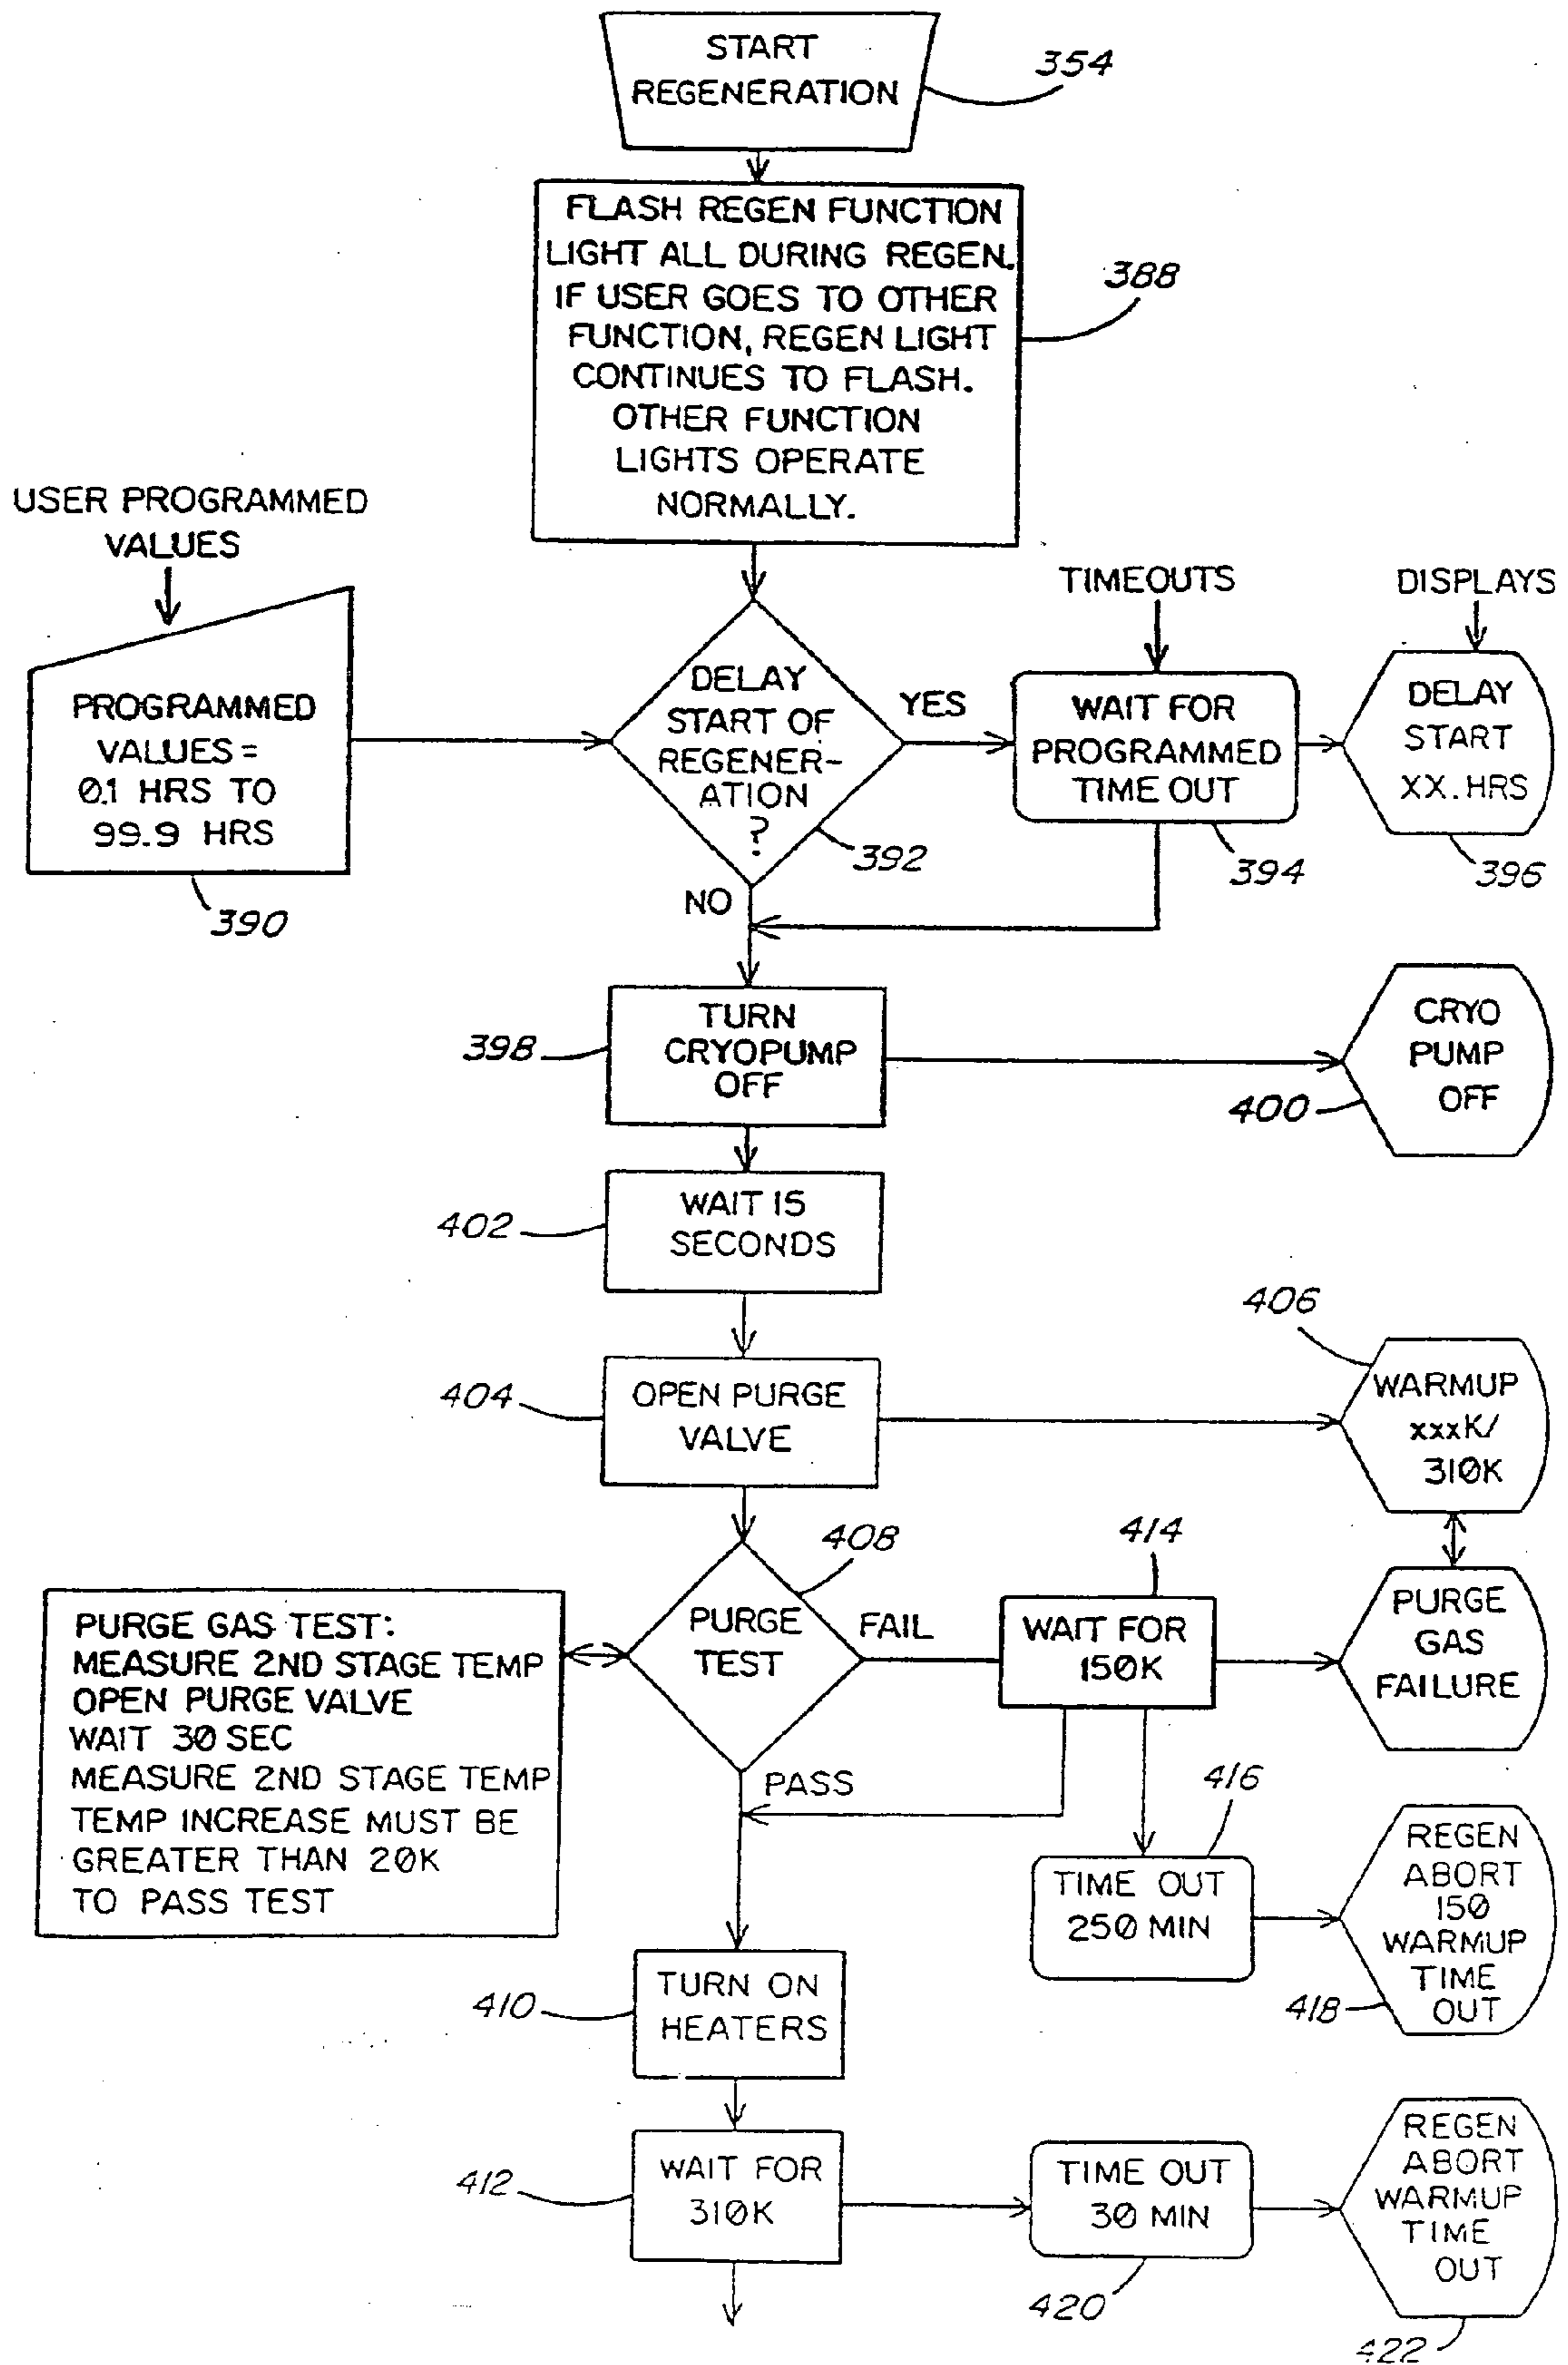 START
REGENERATION
354
FLASH REGEN FUNCTION
LIGHT ALL DURING REGEN.
IF USER GOES TO OTHER
FUNCTION, REGEN LIGHT
CONTINUES TO FLASH.
OTHER FUNCTION
LIGHTS OPERATE
NORMALLY.
388
USER PROGRAMMED
VALUES
PROGRAMMED
VALUES =
0.1 HRS TO
99.9 HRS
390
DELAY
START OF
REGENER-
ATION
?
392
YES
NO
TIMEOUTS
WAIT FOR
PROGRAMMED
TIME OUT
394
DISPLAYS
DELAY
START
XX.HRS
396
TURN
CRYOPUMP
OFF
398
CRYO
PUMP
OFF
400
WAIT 15
SECONDS
402
OPEN PURGE
VALVE
404
406
WARMUP
xxxK/
310K
PURGE GAS TEST:
MEASURE 2ND STAGE TEMP
OPEN PURGE VALVE
WAIT 30 SEC
MEASURE 2ND STAGE TEMP
TEMP INCREASE MUST BE
GREATER THAN 20K
TO PASS TEST
PURGE
TEST
408
FAIL
PASS
414
WAIT FOR
150K
PURGE
GAS
FAILURE
416
TIME OUT
250 MIN
REGEN
ABORT
150
WARMUP
TIME
OUT
418
TURN ON
HEATERS
410
WAIT FOR
310K
412
TIME OUT
30 MIN
420
REGEN
ABORT
WARMUP
TIME
OUT
422